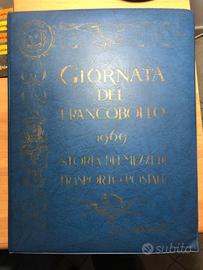 GIORNATA
DEL
FRANCOBOLLO
1969
STORIA DEI MEZZI DI
TRASPORTO POSTALE
subito